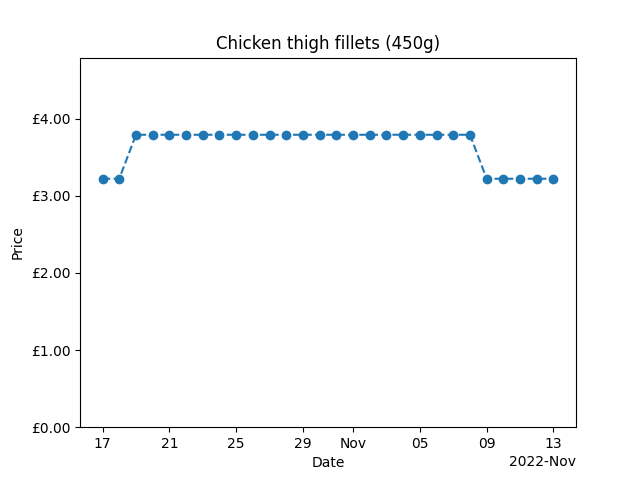 Chicken thigh fillets (450g)
£4.00
£3.00
£2.00
£1.00
£0.00
Price
17 21 25 29 Nov 05 09 13
Date
2022-Nov